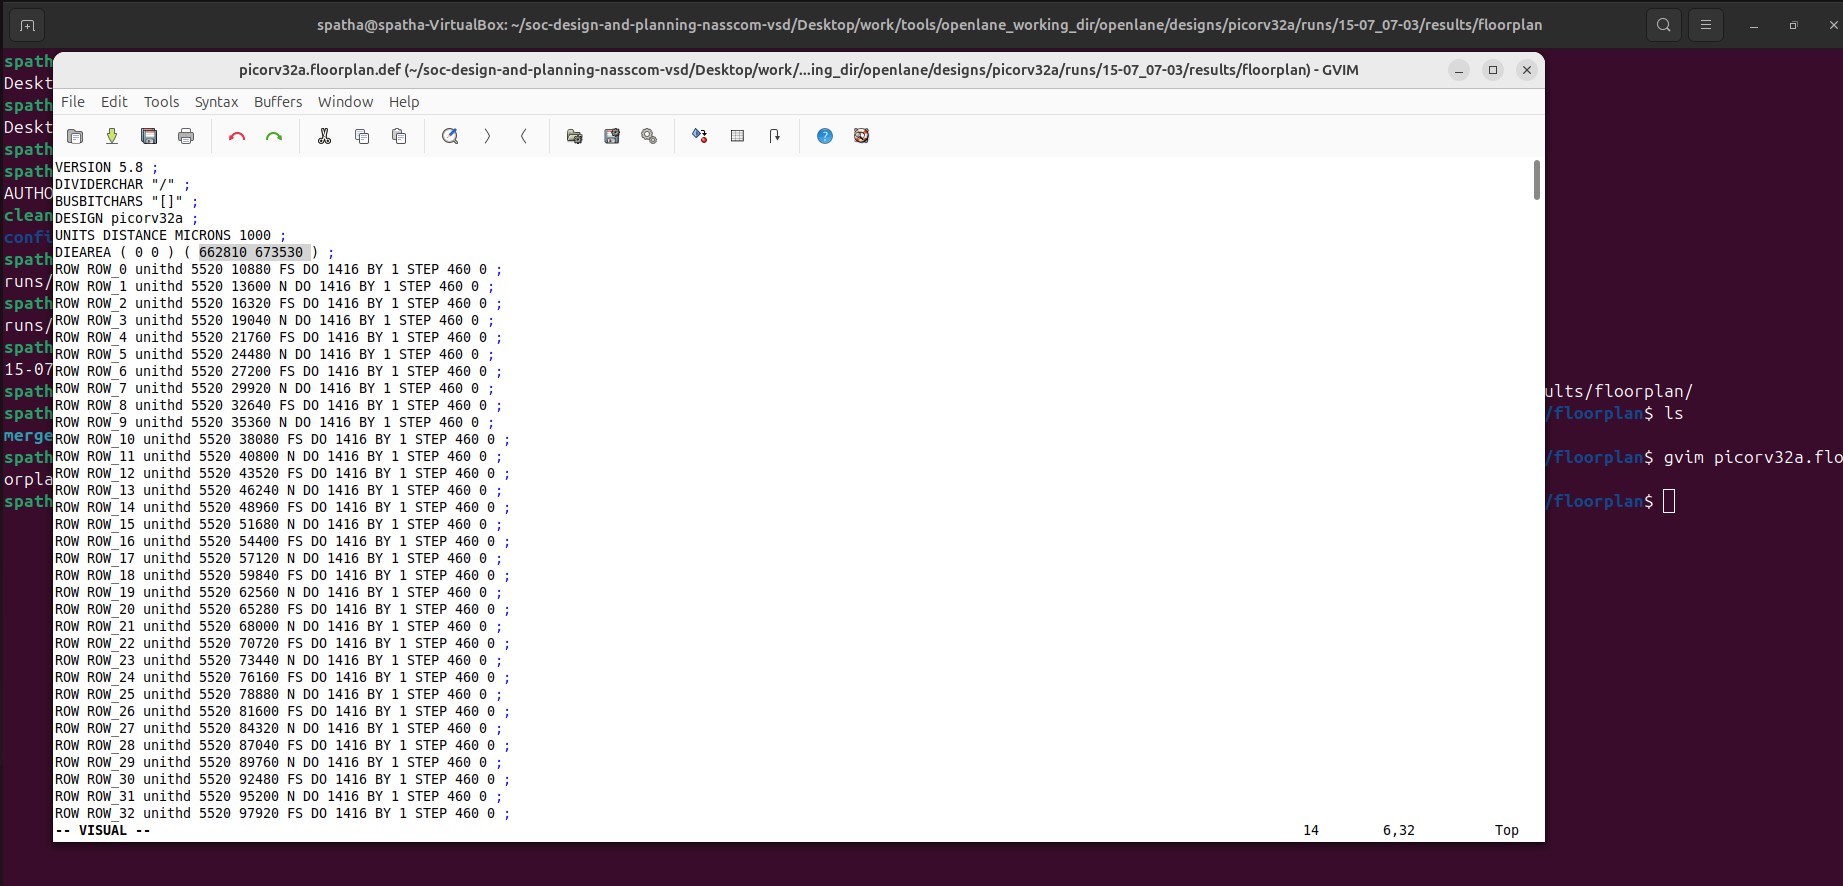 spatha@spatha-VirtualBox: ~/soc-design-and-planning-nasscom-vsd/Desktop/work/tools/openlane_working_dir/openlane/designs/picorv32a/runs/15-07_07-03/results/floorplan
picorv32a.floorplan.def (~/soc-design-and-planning-nasscom-vsd/Desktop/work/...ing_dir/openlane/designs/picorv32a/runs/15-07_07-03/results/floorplan) - GVIM
File Edit Tools Syntax Buffers Window Help
VERSION 5.8 ;
DIVIDERCHAR "/" ;
BUSBITCHARS "[]" ;
DESIGN picorv32a ;
UNITS DISTANCE MICRONS 1000 ;
DIEAREA ( 0 0 ) ( 662810 673530 ) ;
ROW ROW_0 unithd 5520 10880 FS DO 1416 BY 1 STEP 460 0 ;
ROW ROW_1 unithd 5520 13600 N DO 1416 BY 1 STEP 460 0 ;
ROW ROW_2 unithd 5520 16320 FS DO 1416 BY 1 STEP 460 0 ;
ROW ROW_3 unithd 5520 19040 N DO 1416 BY 1 STEP 460 0 ;
ROW ROW_4 unithd 5520 21760 FS DO 1416 BY 1 STEP 460 0 ;
ROW ROW_5 unithd 5520 24480 N DO 1416 BY 1 STEP 460 0 ;
ROW ROW_6 unithd 5520 27200 FS DO 1416 BY 1 STEP 460 0 ;
ROW ROW_7 unithd 5520 29920 N DO 1416 BY 1 STEP 460 0 ;
ROW ROW_8 unithd 5520 32640 FS DO 1416 BY 1 STEP 460 0 ;
ROW ROW_9 unithd 5520 35360 N DO 1416 BY 1 STEP 460 0 ;
ROW ROW_10 unithd 5520 38080 FS DO 1416 BY 1 STEP 460 0 ;
ROW ROW_11 unithd 5520 40800 N DO 1416 BY 1 STEP 460 0 ;
ROW ROW_12 unithd 5520 43520 FS DO 1416 BY 1 STEP 460 0 ;
ROW ROW_13 unithd 5520 46240 N DO 1416 BY 1 STEP 460 0 ;
ROW ROW_14 unithd 5520 48960 FS DO 1416 BY 1 STEP 460 0 ;
ROW ROW_15 unithd 5520 51680 N DO 1416 BY 1 STEP 460 0 ;
ROW ROW_16 unithd 5520 54400 FS DO 1416 BY 1 STEP 460 0 ;
ROW ROW_17 unithd 5520 57120 N DO 1416 BY 1 STEP 460 0 ;
ROW ROW_18 unithd 5520 59840 FS DO 1416 BY 1 STEP 460 0 ;
ROW ROW_19 unithd 5520 62560 N DO 1416 BY 1 STEP 460 0 ;
ROW ROW_20 unithd 5520 65280 FS DO 1416 BY 1 STEP 460 0 ;
ROW ROW_21 unithd 5520 68000 N DO 1416 BY 1 STEP 460 0 ;
ROW ROW_22 unithd 5520 70720 FS DO 1416 BY 1 STEP 460 0 ;
ROW ROW_23 unithd 5520 73440 N DO 1416 BY 1 STEP 460 0 ;
ROW ROW_24 unithd 5520 76160 FS DO 1416 BY 1 STEP 460 0 ;
ROW ROW_25 unithd 5520 78880 N DO 1416 BY 1 STEP 460 0 ;
ROW ROW_26 unithd 5520 81600 FS DO 1416 BY 1 STEP 460 0 ;
ROW ROW_27 unithd 5520 84320 N DO 1416 BY 1 STEP 460 0 ;
ROW ROW_28 unithd 5520 87040 FS DO 1416 BY 1 STEP 460 0 ;
ROW ROW_29 unithd 5520 89760 N DO 1416 BY 1 STEP 460 0 ;
ROW ROW_30 unithd 5520 92480 FS DO 1416 BY 1 STEP 460 0 ;
ROW ROW_31 unithd 5520 95200 N DO 1416 BY 1 STEP 460 0 ;
ROW ROW_32 unithd 5520 97920 FS DO 1416 BY 1 STEP 460 0 ;
-- VISUAL -- 14 6,32 Top
spath
Deskt
spath
Deskt
spath
spath
AUTHO
clean
confi
spath
runs/
spath
runs/
spath
15-07
spath ults/floorplan/
spath /floorplan$ ls
merge
spath /floorplan$ gvim picorv32a.flo
orpla
spath /floorplan$